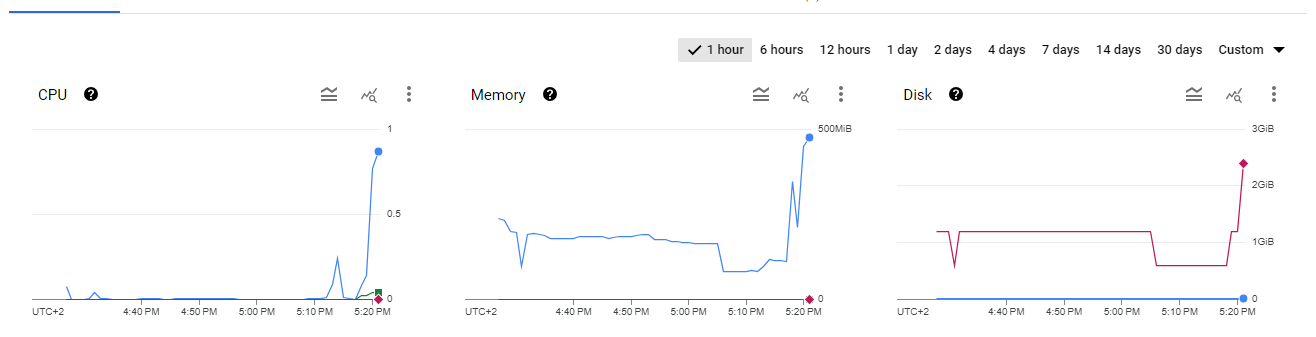 1 hour 6 hours 12 hours 1 day 2 days 4 days 7 days 14 days 30 days Custom
CPU
1
0.5
0
UTC+2 4:40 PM 4:50 PM 5:00 PM 5:10 PM 5:20 PM
Memory
500MiB
0
UTC+2 4:40 PM 4:50 PM 5:00 PM 5:10 PM 5:20 PM
Disk
3GiB
2GiB
1GiB
0
UTC+2 4:40 PM 4:50 PM 5:00 PM 5:10 PM 5:20 PM